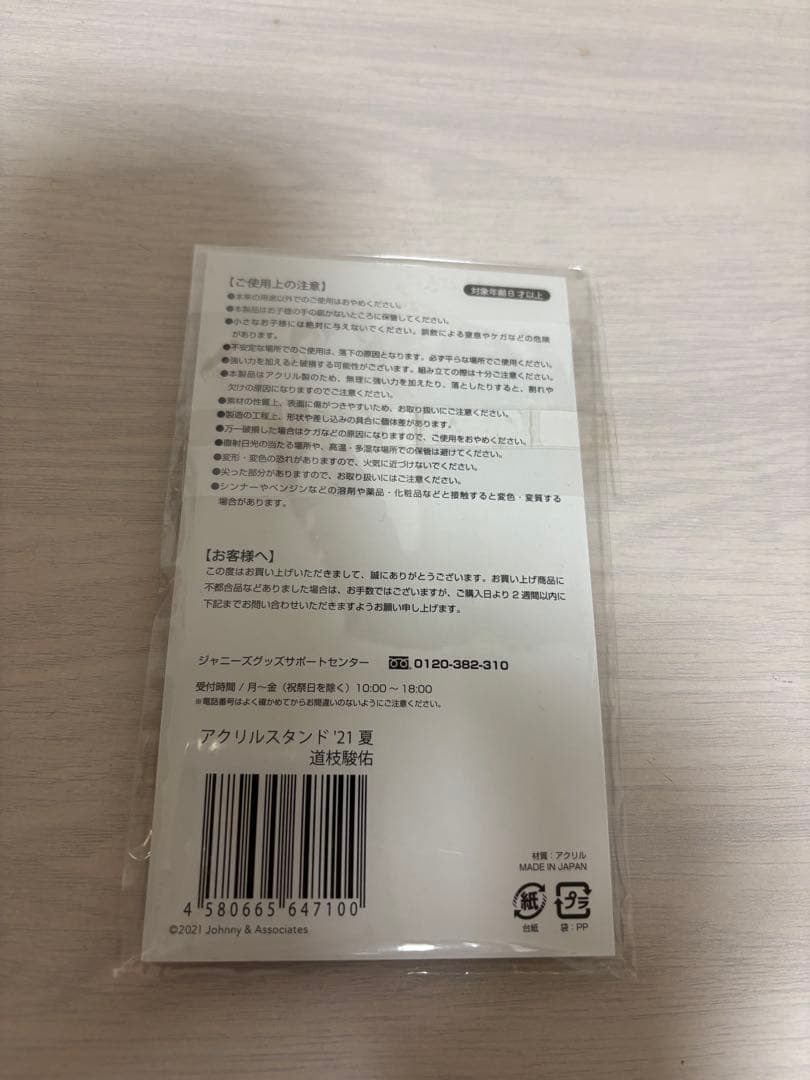 【ご使用上の注意】
対象年齢8才以上
●本来の用途以外でのご使用はおやめください。
●本製品はお子様の手の届かないところに保管してください。
●小さなお子様には絶対に与えないでください。誤飲による窒息やケガなどの危険
があります。
●不安定な場所でのご使用は、落下の原因となります。必ず平らな場所でご使用ください。
●強い力を加えると破損する可能性がございます。組み立ての際は十分ご注意ください。
●本製品はアクリル製のため、無理に強い力を加えたり、落としたりすると、割れや
欠けの原因になりますのでご注意ください。
●素材の性質上、表面に傷がつきやすいため、お取り扱いにご注意ください。
●製造の工程上、形状や差し込みの具合に個体差があります。
●万一破損した場合はケガなどの原因になりますので、ご使用をおやめください。
●直射日光の当たる場所や、高温・多湿な場所での保管は避けてください。
●変形・変色の恐れがありますので、火気に近づけないでください。
●尖った部分がありますので、お取り扱いにはご注意ください。
●シンナーやベンジンなどの溶剤や薬品・化粧品などと接触すると変色・変質する
場合があります。
【お客様へ】
この度はお買い上げいただきまして、誠にありがとうございます。お買い上げ商品に
不都合品などありました場合は、お手数ではございますが、ご購入日より2週間以内に
下記までお問い合わせいただきますようお願い申し上げます。
ジャニーズグッズサポートセンター 0120-382-310
受付時間/月~金(祝祭日を除く)10:00~18:00
※電話番号はよく確かめてからお間違いのないようにご注意ください。
アクリルスタンド'21夏
道枝駿佑
4 580665 647100
©2021 Johnny & Associates
材質:アクリル
MADE IN JAPAN
紙 プラ
台紙 袋:PP